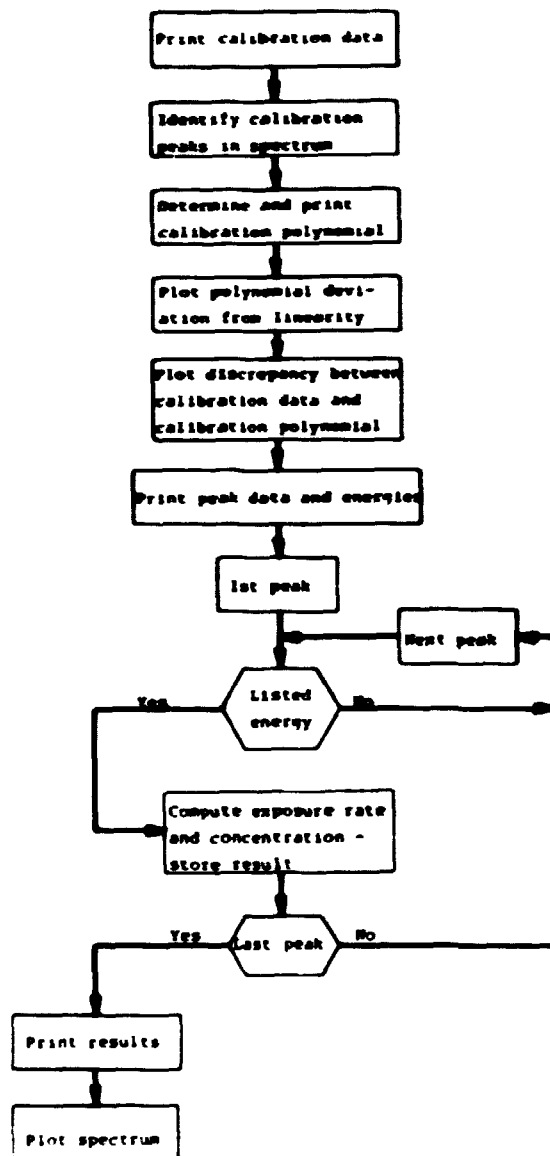 Print calibration data
Identify calibration
peaks in spectrum
Determine and print
calibration polynomial
Plot polynomial devi-
ation from linearity
Plot discrepancy between
calibration data and
calibration polynomial
Print peak data and energies
1st peak
Next peak
Listed
energy
Yes
No
Compute exposure rate
and concentration -
store result
Last peak
Yes
No
Print results
Plot spectrum